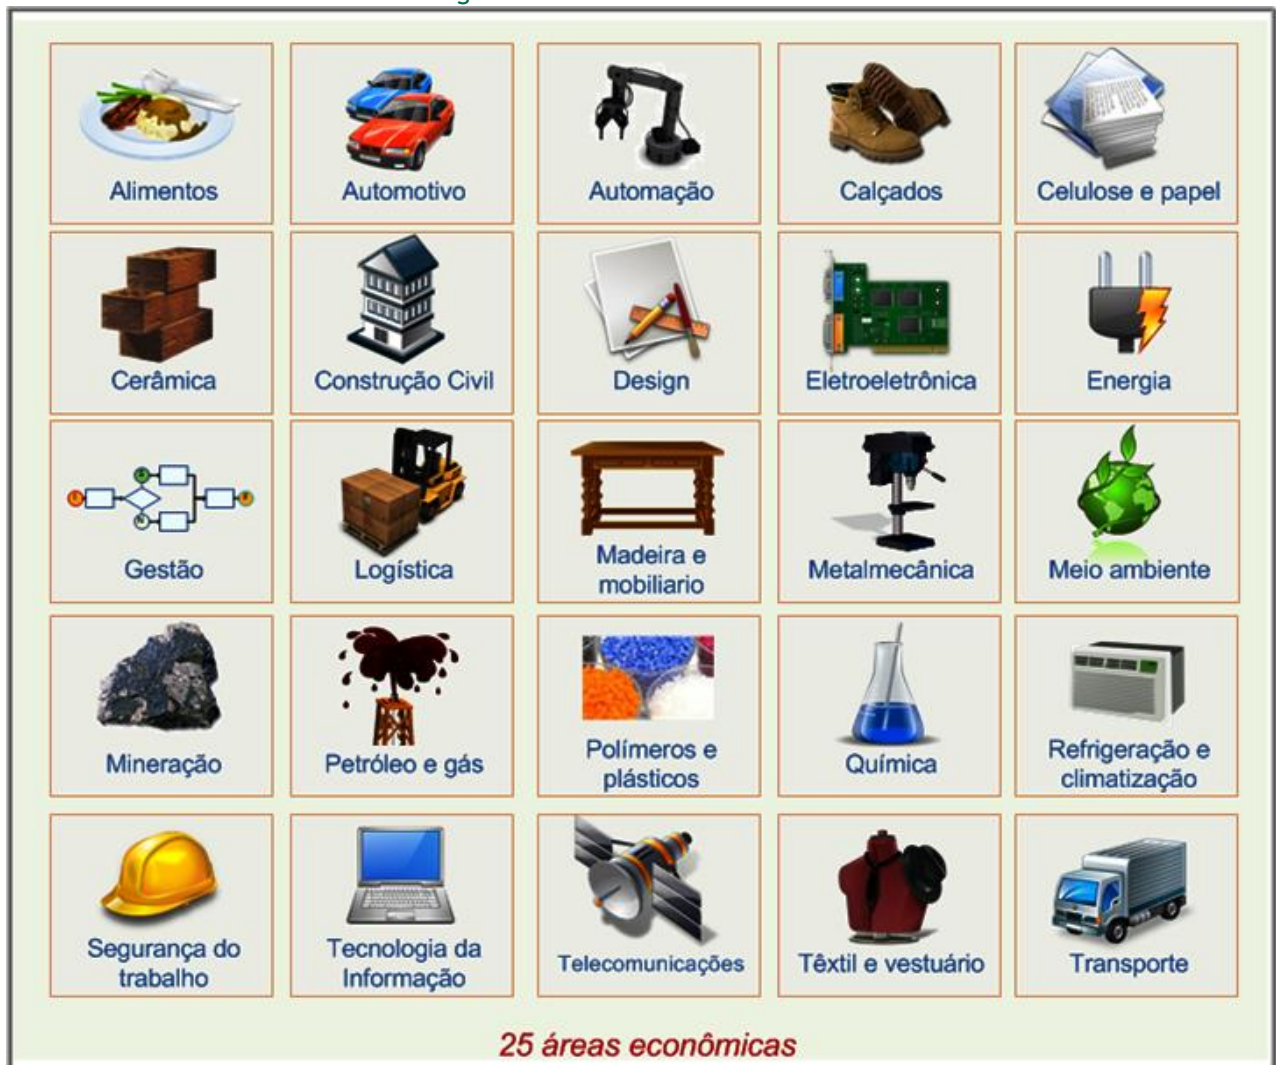 Alimentos
Automotivo
Automação
Calçados
Celulose e papel
Cerâmica
Construção Civil
Design
Eletroeletrônica
Energia
Gestão
Logística
Madeira e
mobiliario
Metalmecânica
Meio ambiente
Mineração
Petróleo e gás
Polímeros e
plásticos
Química
Refrigeração e
climatização
Segurança do
trabalho
Tecnologia da
Informação
Telecomunicações
Têxtil e vestuário
Transporte
25 áreas econômicas